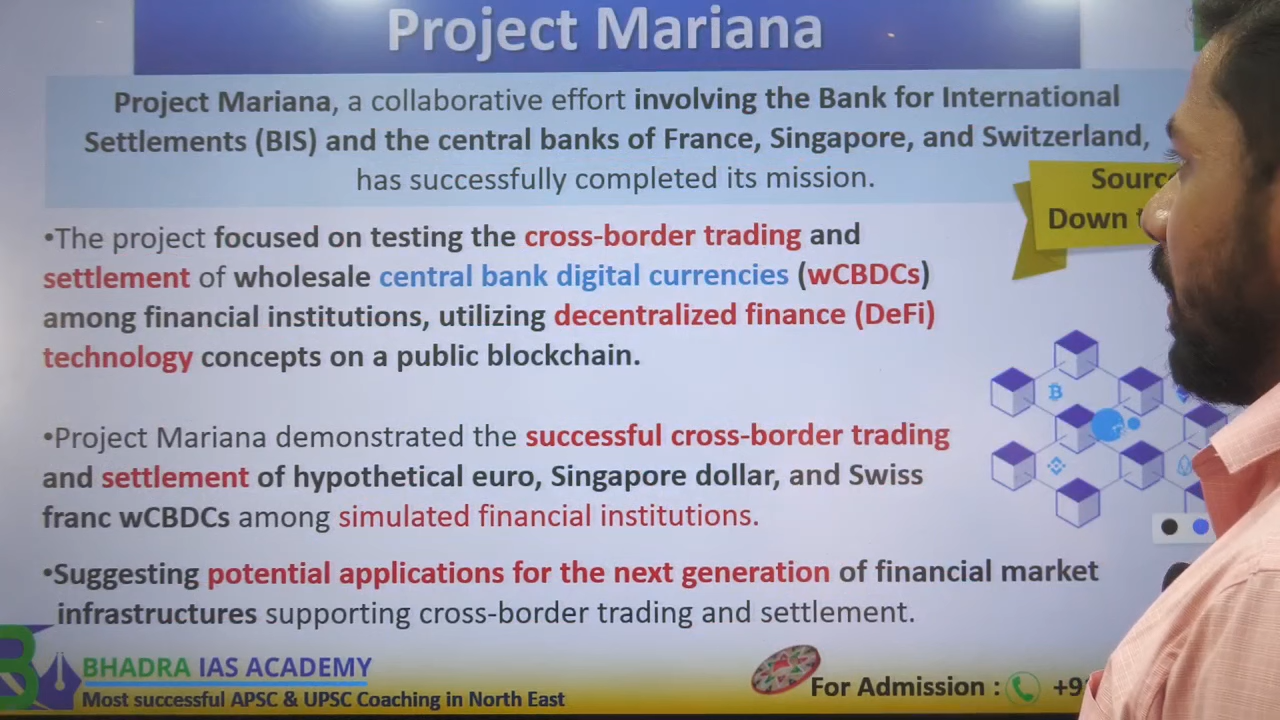 Project Mariana
Project Mariana, a collaborative effort involving the Bank for International
Settlements (BIS) and the central banks of France, Singapore, and Switzerland,
has successfully completed its mission.
Down
•The project focused on testing the cross-border trading and
settlement of wholesale central bank digital currencies (wCBDCs)
among financial institutions, utilizing decentralized finance (DeFi)
technology concepts on a public blockchain.
•Project Mariana demonstrated the successful cross-border trading
and settlement of hypothetical euro, Singapore dollar, and Swiss
franc wCBDCs among simulated financial institutions.
•Suggesting potential applications for the next generation of financial market
infrastructures supporting cross-border trading and settlement.
BHADRA IAS ACADEMY
Most successful APSC & UPSC Coaching in North East
For Admission :